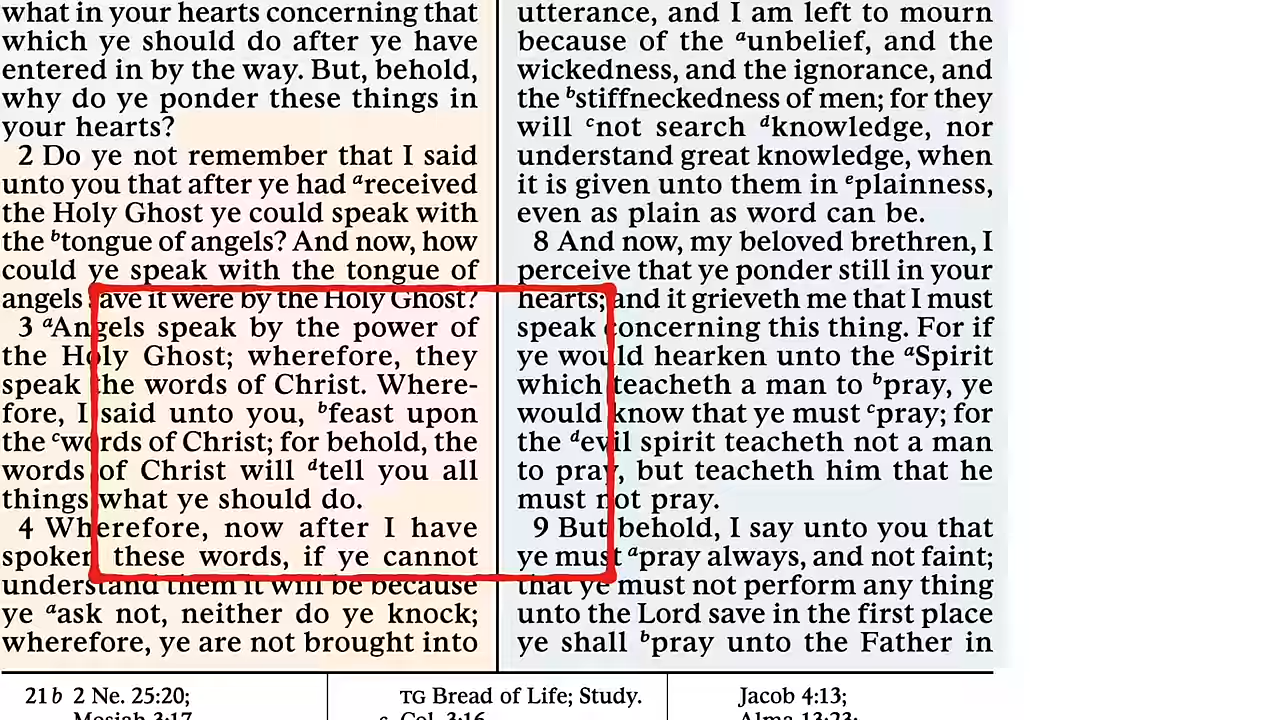 what in your hearts concerning that
which ye should do after ye have
entered in by the way. But, behold,
why do ye ponder these things in
your hearts?
2 Do ye not remember that I said
unto you that after ye had ᵃreceived
the Holy Ghost ye could speak with
the ᵇtongue of angels? And now, how
could ye speak with the tongue of
angels save it were by the Holy Ghost?
3 ᵃAngels speak by the power of
the Holy Ghost; wherefore, they
speak the words of Christ. Where-
fore, I said unto you, ᵇfeast upon
the ᶜwords of Christ; for behold, the
words of Christ will ᵈtell you all
things what ye should do.
4 Wherefore, now after I have
spoken these words, if ye cannot
understand them it will be because
ye ᵃask not, neither do ye knock;
wherefore, ye are not brought into
utterance, and I am left to mourn
because of the ᵃunbelief, and the
wickedness, and the ignorance, and
the ᵇstiffneckedness of men; for they
will ᶜnot search ᵈknowledge, nor
understand great knowledge, when
it is given unto them in ᵉplainness,
even as plain as word can be.
8 And now, my beloved brethren, I
perceive that ye ponder still in your
hearts; and it grieveth me that I must
speak concerning this thing. For if
ye would hearken unto the ᵃSpirit
which teacheth a man to ᵇpray, ye
would know that ye must ᶜpray; for
the ᵈevil spirit teacheth not a man
to pray, but teacheth him that he
must not pray.
9 But behold, I say unto you that
ye must ᵃpray always, and not faint;
that ye must not perform any thing
unto the Lord save in the first place
ye shall ᵇpray unto the Father in
21b 2 Ne. 25:20;
Mosiah 3:17
TG Bread of Life; Study.
c Col. 3:16
Jacob 4:13;
Alma 13:23;